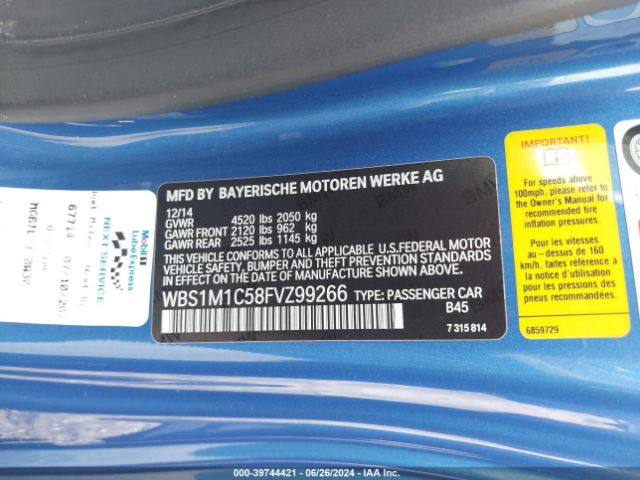 MFD BY BAYERISCHE MOTOREN WERKE AG
12/14
GVWR 4520 lbs 2050 kg
GAWR FRONT 2120 lbs 962 kg
GAWR REAR 2525 lbs 1145 kg
THIS VEHICLE CONFORMS TO ALL APPLICABLE U.S.FEDERAL MOTOR
VEHICLE SAFETY, BUMPER AND THEFT PREVENTION STANDARDS
IN EFFECT ON THE DATE OF MANUFACTURE SHOWN ABOVE.
WBS1M1C58FVZ99266 TYPE: PASSENGER CAR
B45
7 315 814
IMPORTANT!
For speeds above
100mph, please refer to
the Owner's Manual for
recommended tire
inflation pressure.
Pour les vitesses
au-dessus de 160
km/h, faites référence à
la notice d'utilisation
pour l'information de
pression des pneus.
6859729
Mobil 1
Lube Express
NEXT SERVICE
000-39744421 - 06/26/2024 - IAA Inc.